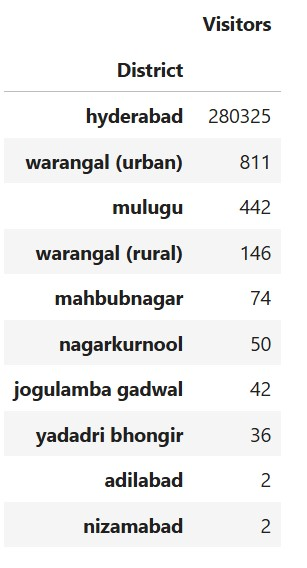 Visitors
District
hyderabad 280325
warangal (urban) 811
mulugu 442
warangal (rural) 146
mahbubnagar 74
nagarkurnool 50
jogulamba gadwal 42
yadadri bhongir 36
adilabad 2
nizamabad 2